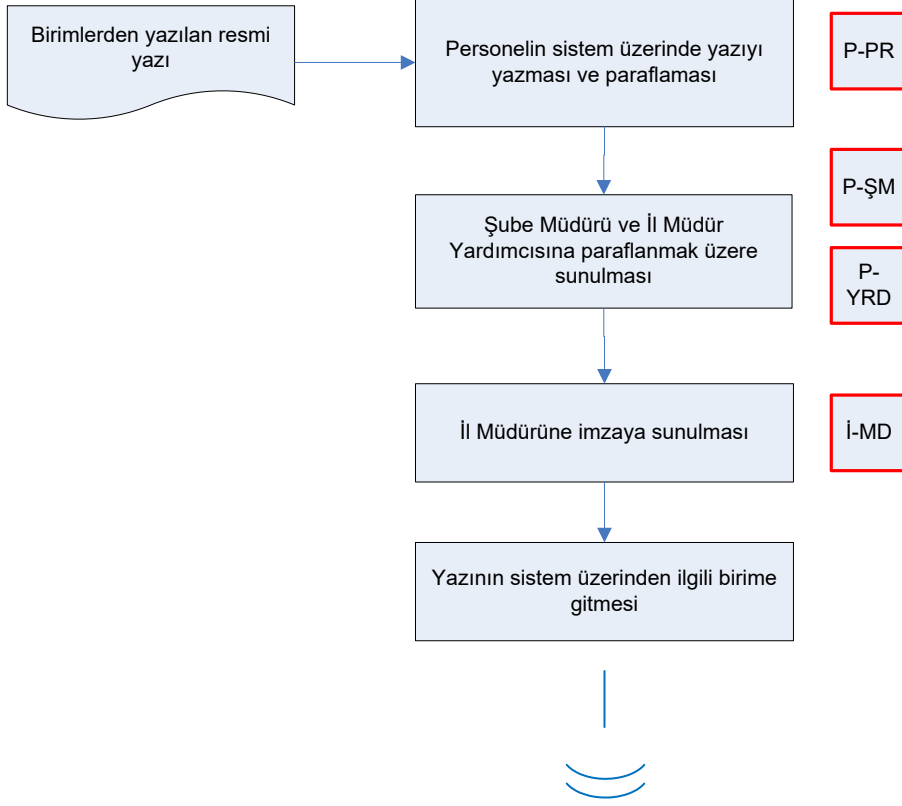 Birimlerden yazılan resmi
yazı
Personelin sistem üzerinde yazıyı
yazması ve paraflaması
P-PR
Şube Müdürü ve İl Müdür
Yardımcısına paraflanmak üzere
sunulması
P-ŞM
P-
YRD
İl Müdürüne imzaya sunulması
İ-MD
Yazının sistem üzerinden ilgili birime
gitmesi